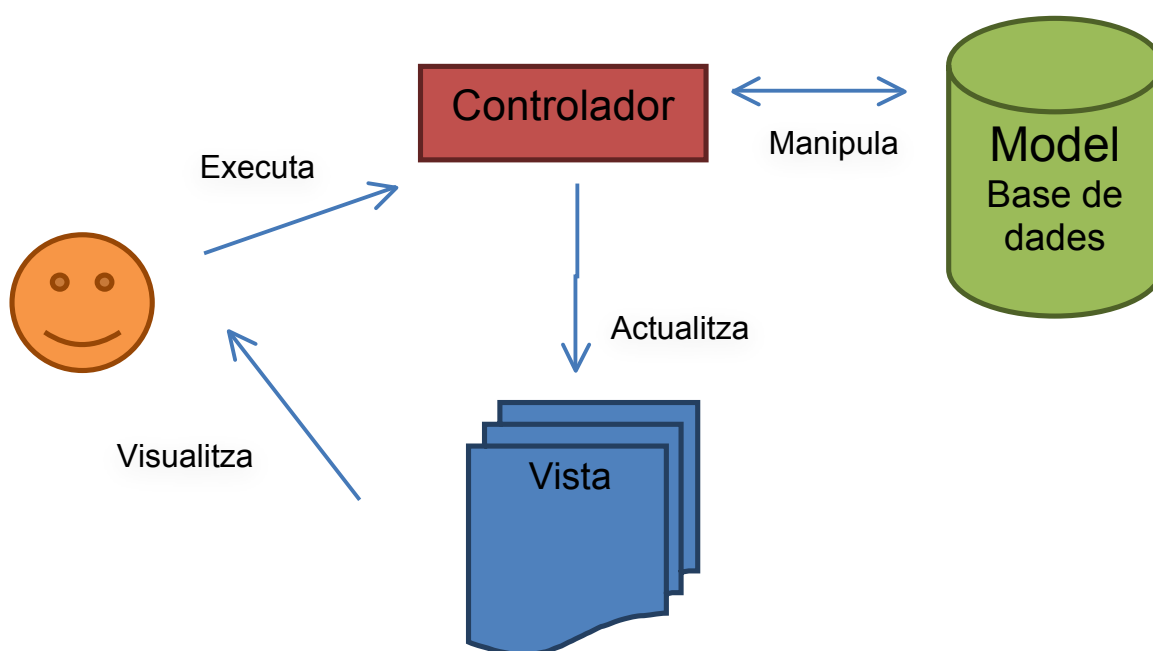 Controlador
Manipula
Model
Base de
dades
Executa
Actualitza
Visualitza
Vista